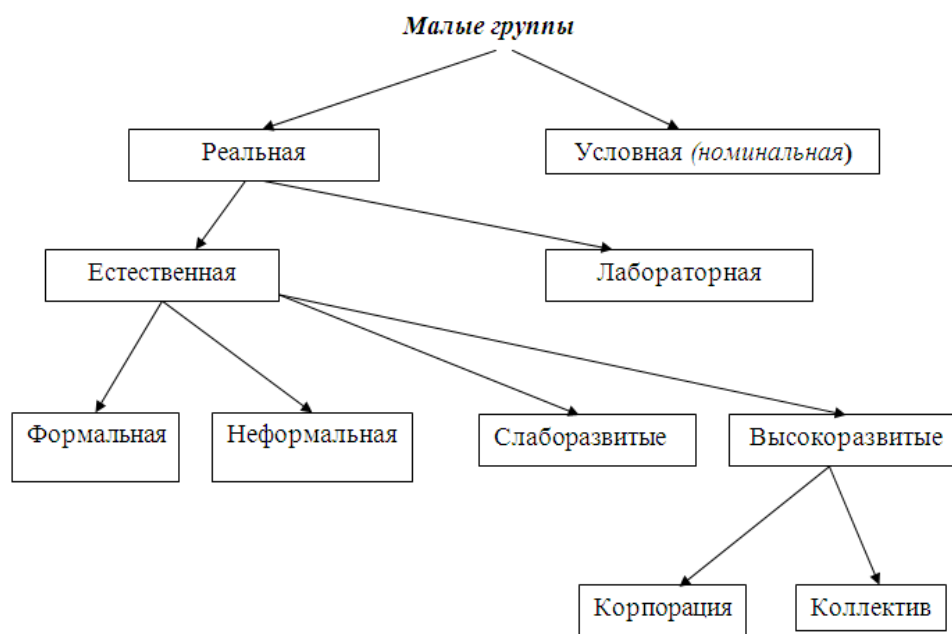 Малые группы
Реальная
Условная (номинальная)
Естественная
Лабораторная
Формальная
Неформальная
Слаборазвитые
Высокоразвитые
Корпорация
Коллектив